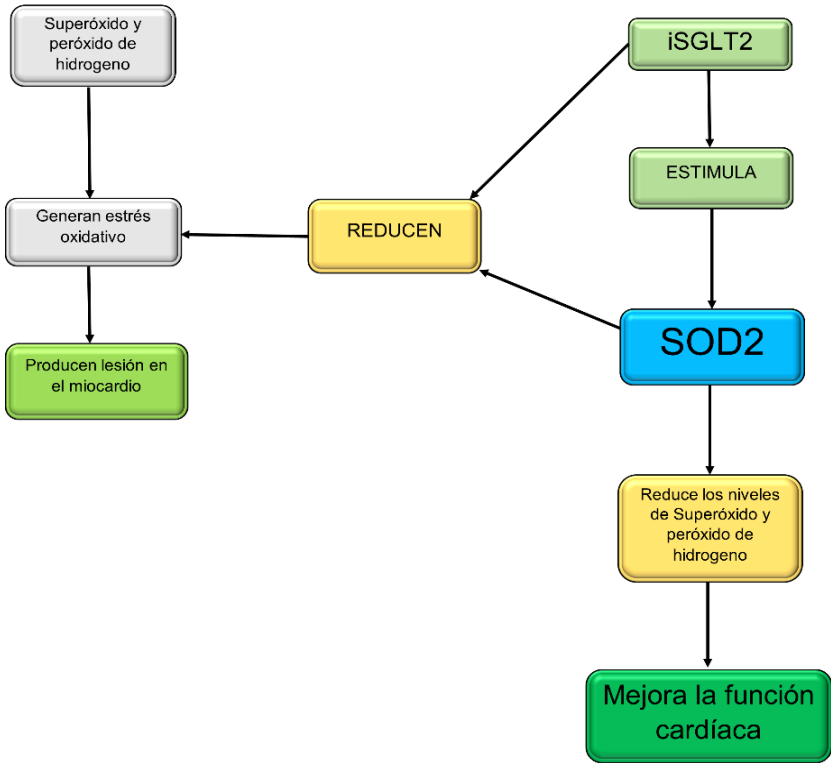 Superóxido y
peróxido de
hidrogeno
iSGLT2
ESTIMULA
Generan estrés
oxidativo
REDUCEN
SOD2
Producen lesión en
el miocardio
Reduce los niveles
de Superóxido y
peróxido de
hidrogeno
Mejora la función
cardíaca